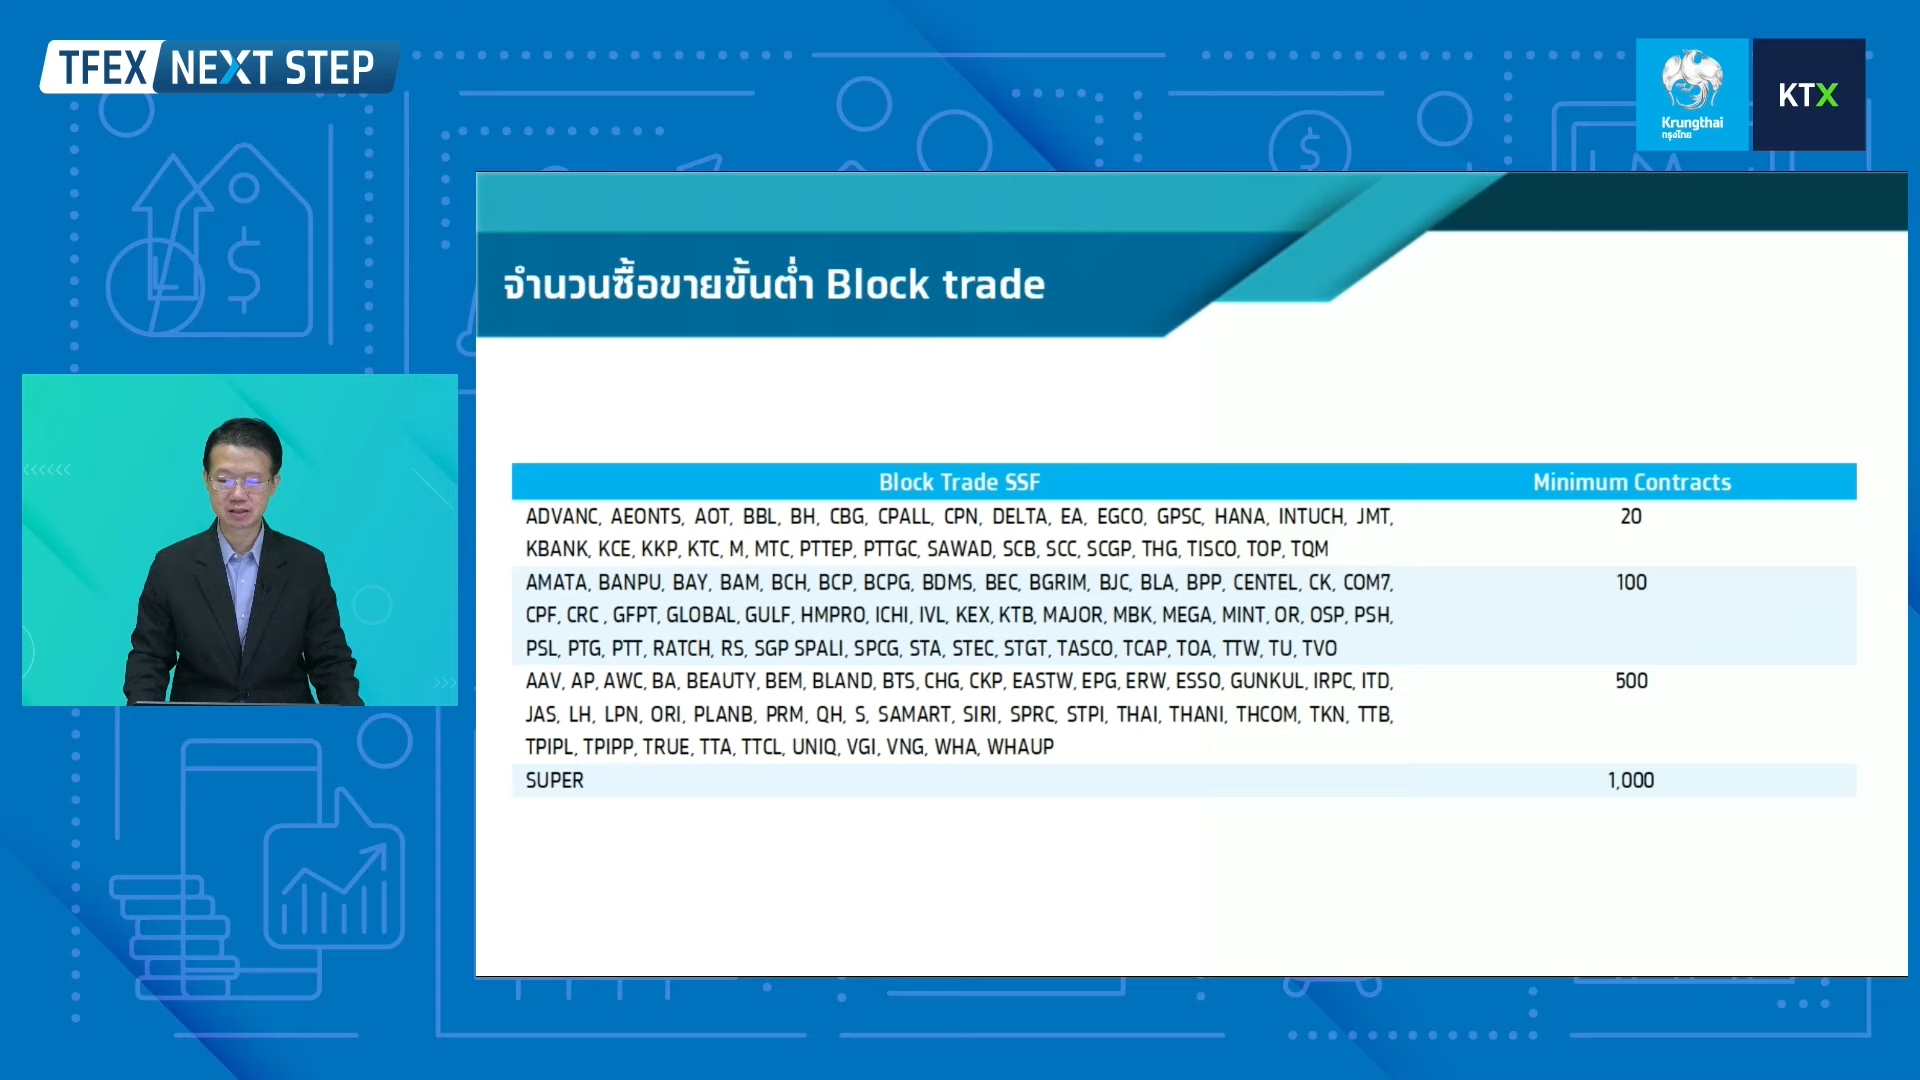 TFEX NEXT STEP
Krungthai
กรุงไทย
KTX
จำนวนซื้อขายขั้นต่ำ Block trade
Block Trade SSF Minimum Contracts
ADVANC, AEONTS, AOT, BBL, BH, CBG, CPALL, CPN, DELTA, EA, EGCO, GPSC, HANA, INTUCH, JMT, 20
KBANK, KCE, KKP, KTC, M, MTC, PTTEP, PTTGC, SAWAD, SCB, SCC, SCGP, THG, TISCO, TOP, TQM
AMATA, BANPU, BAY, BAM, BCH, BCP, BCPG, BDMS, BEC, BGRIM, BJC, BLA, BPP, CENTEL, CK, COM7, 100
CPF, CRC , GFPT, GLOBAL, GULF, HMPRO, ICHI, IVL, KEX, KTB, MAJOR, MBK, MEGA, MINT, OR, OSP, PSH,
PSL, PTG, PTT, RATCH, RS, SGP SPALI, SPCG, STA, STEC, STGT, TASCO, TCAP, TOA, TTW, TU, TVO
AAV, AP, AWC, BA, BEAUTY, BEM, BLAND, BTS, CHG, CKP, EASTW, EPG, ERW, ESSO, GUNKUL, IRPC, ITD, 500
JAS, LH, LPN, ORI, PLANB, PRM, QH, S, SAMART, SIRI, SPRC, STPI, THAI, THANI, THCOM, TKN, TTB,
TPIPL, TPIPP, TRUE, TTA, TTCL, UNIQ, VGI, VNG, WHA, WHAUP
SUPER 1,000